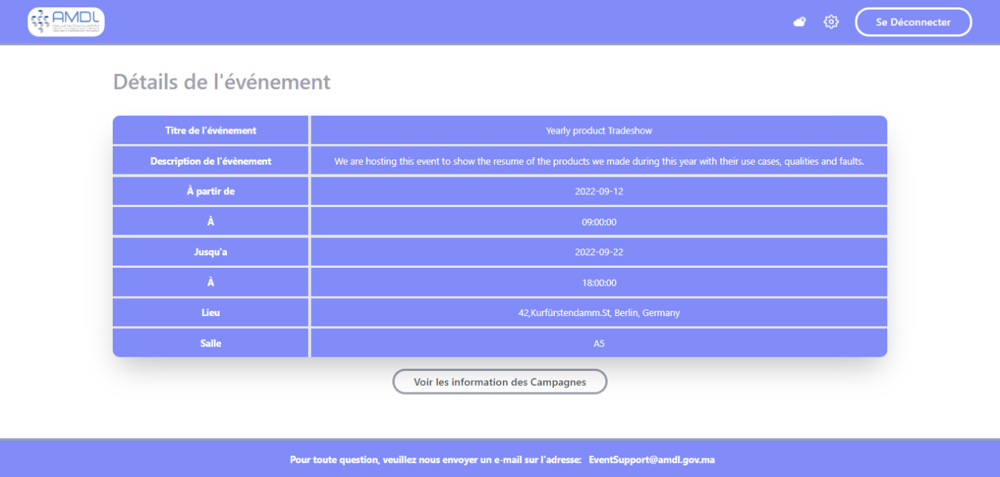 AMDL
Se Déconnecter
Détails de l'événement
Titre de l'événement Yearly product Tradeshow
Description de l'évènement We are hosting this event to show the resume of the products we made during this year with their use cases, qualities and faults.
À partir de 2022-09-12
À 09:00:00
Jusqu'a 2022-09-22
À 18:00:00
Lieu 42,Kurfürstendamm.St, Berlin, Germany
Salle A5
Voir les information des Campagnes
Pour toute question, veuillez nous envoyer un e-mail sur l'adresse: EventSupport@amdl.gov.ma